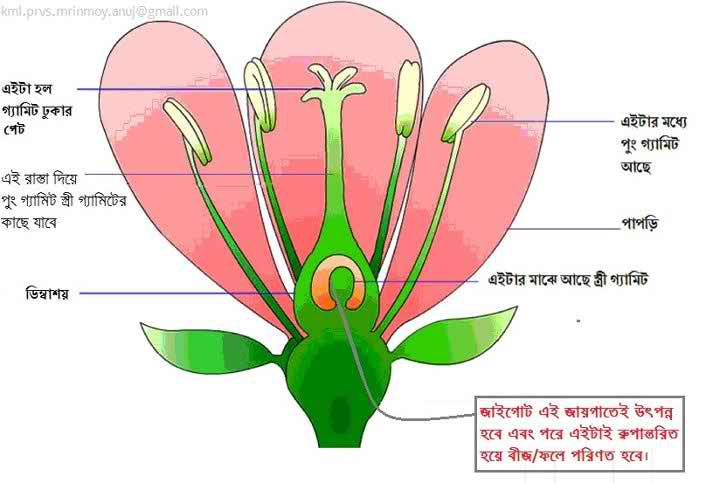 kml.prvs.mrinmoy.anuj@gmail.com
এইটা হল
গ্যামিট ঢুকার
গেট
এই রাস্তা দিয়ে
পুং গ্যামিট স্ত্রী গ্যামিটের
কাছে যাবে
ডিম্বাশয়
এইটার মধ্যে
পুং গ্যামিট
আছে
পাপড়ি
এইটার মাঝে আছে স্ত্রী গ্যামিট
জাইগোট এই জায়গাতেই উৎপন্ন
হবে এবং পরে এইটাই রুপান্তরিত
হয়ে বীজ/ফলে পরিণত হবে।